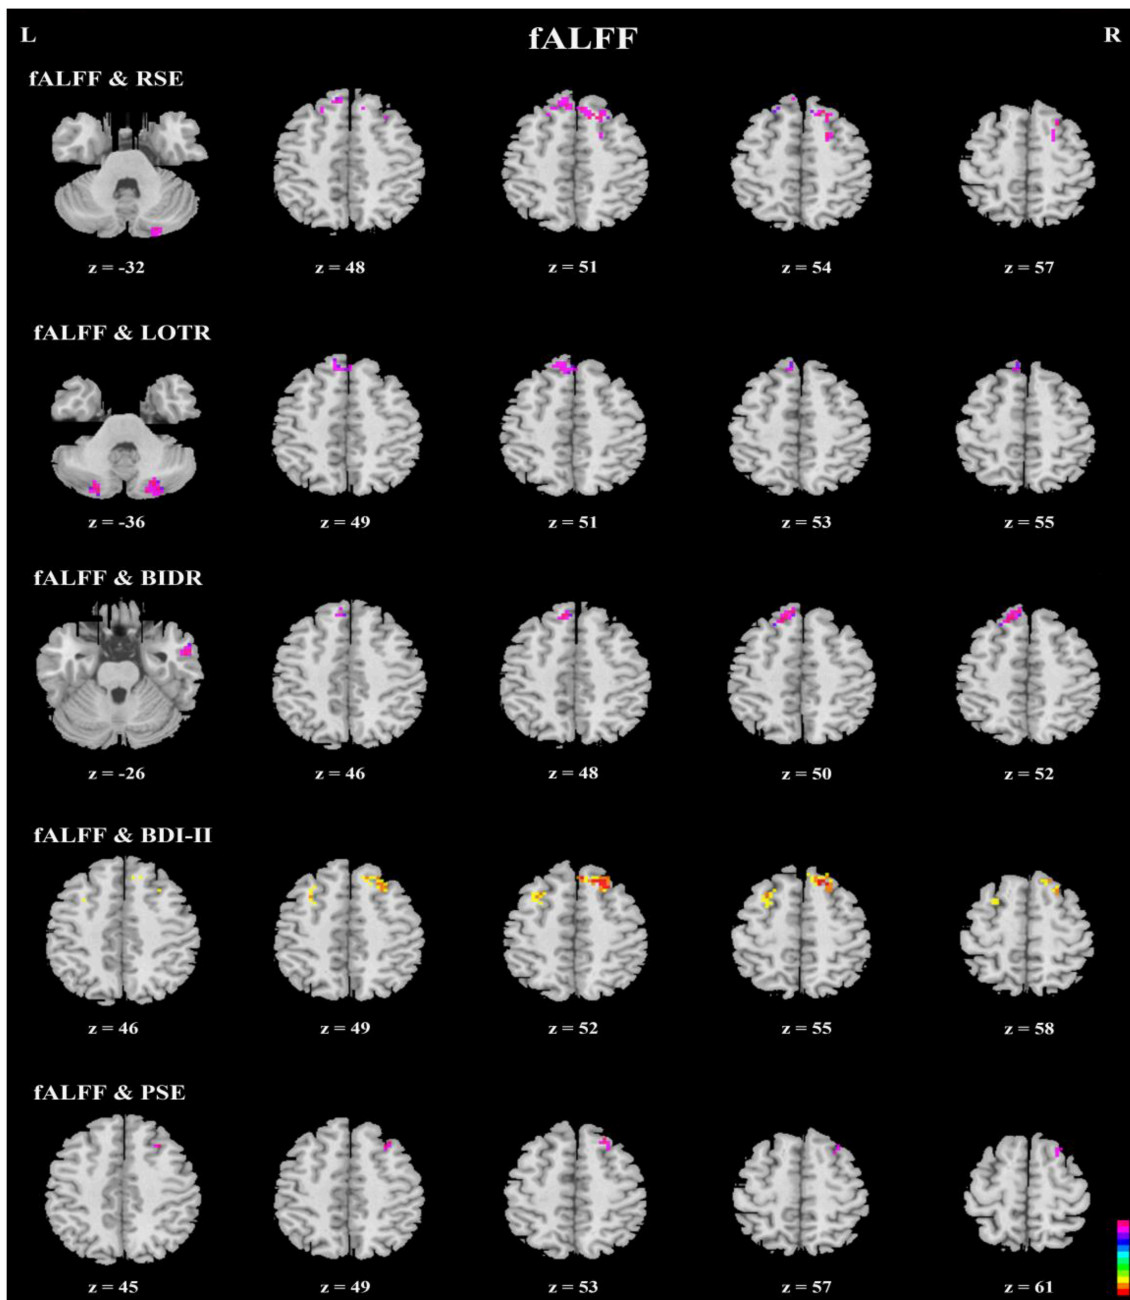 L fALFF R
fALFF & RSE
z = -32 z = 48 z = 51 z = 54 z = 57
fALFF & LOTR
z = -36 z = 49 z = 51 z = 53 z = 55
fALFF & BIDR
z = -26 z = 46 z = 48 z = 50 z = 52
fALFF & BDI-II
z = 46 z = 49 z = 52 z = 55 z = 58
fALFF & PSE
z = 45 z = 49 z = 53 z = 57 z = 61